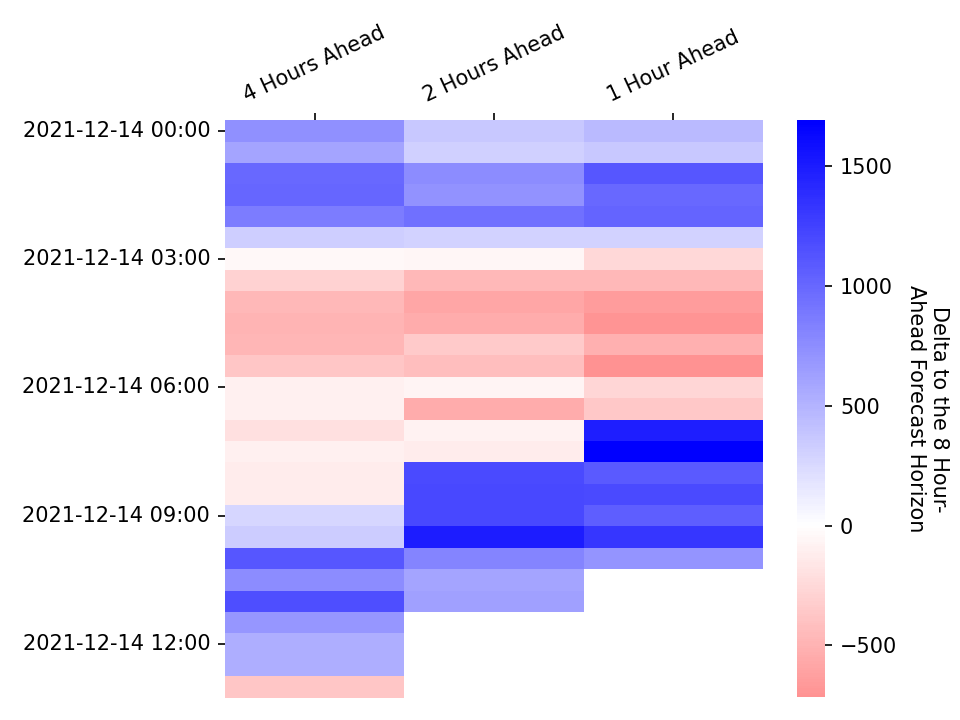 4 Hours Ahead
2 Hours Ahead
1 Hour Ahead
2021-12-14 00:00
2021-12-14 03:00
2021-12-14 06:00
2021-12-14 09:00
2021-12-14 12:00
1500
1000
500
0
−500
Delta to the 8 Hour-
Ahead Forecast Horizon